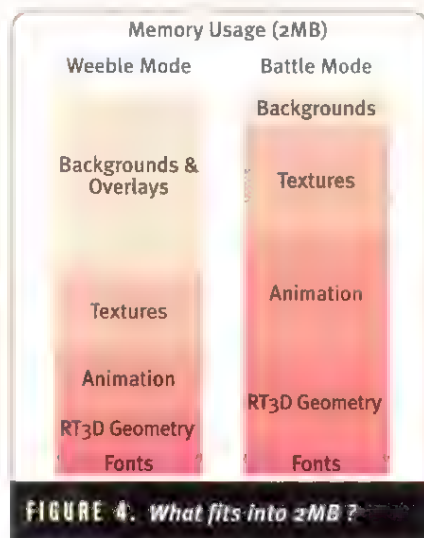 Memory Usage (2MB)
Weeble Mode
Battle Mode
Backgrounds &
Overlays
Textures
Animation
RT3D Geometry
Fonts
Backgrounds
Textures
Animation
RT3D Geometry
Fonts
FIGURE 4. What fits into 2MB?